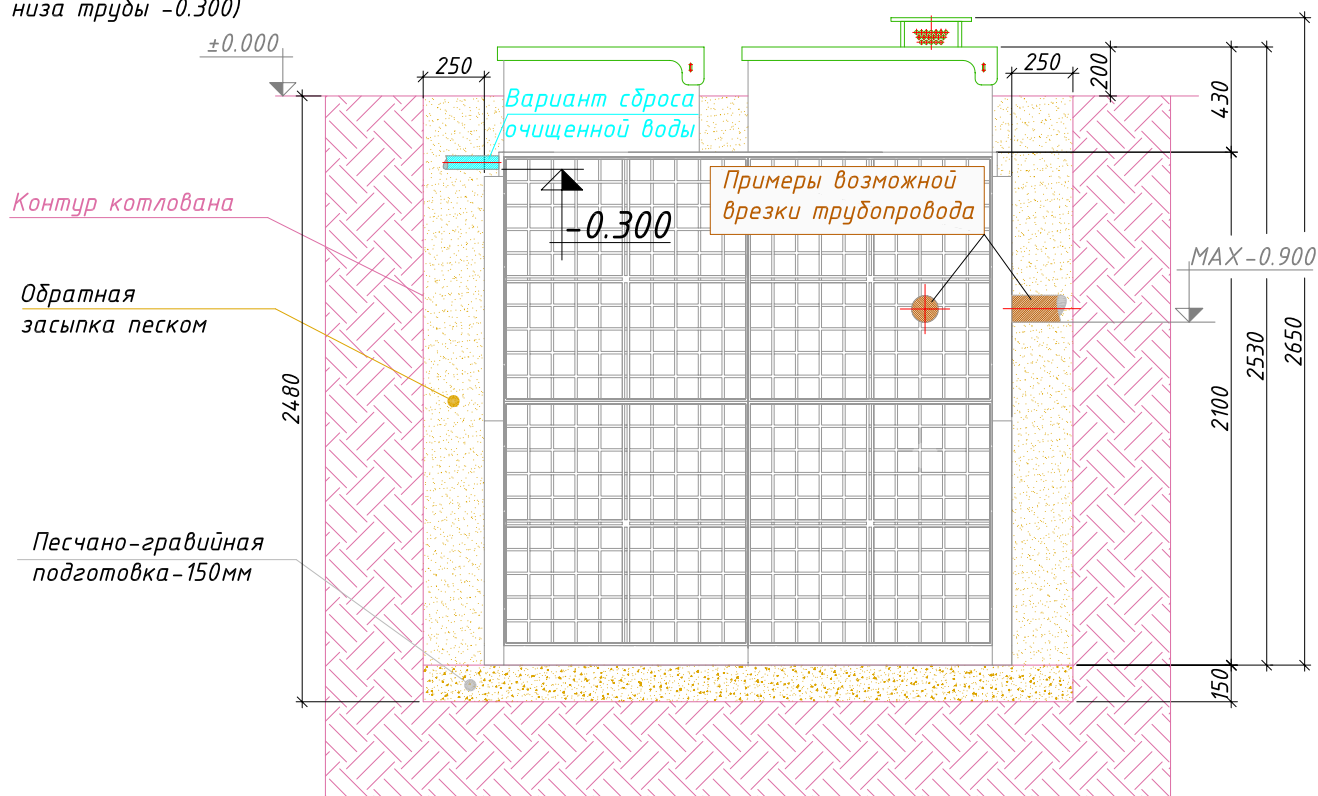 низа трубы -0.300)
±0.000
250
250
200
430
Вариант сброса
очищенной воды
Контур котлована
-0.300
Примеры возможной
врезки трубопровода
MAX-0.900
Обратная
засыпка песком
2480
2100
2530
2650
Песчано-гравийная
подготовка-150мм
150